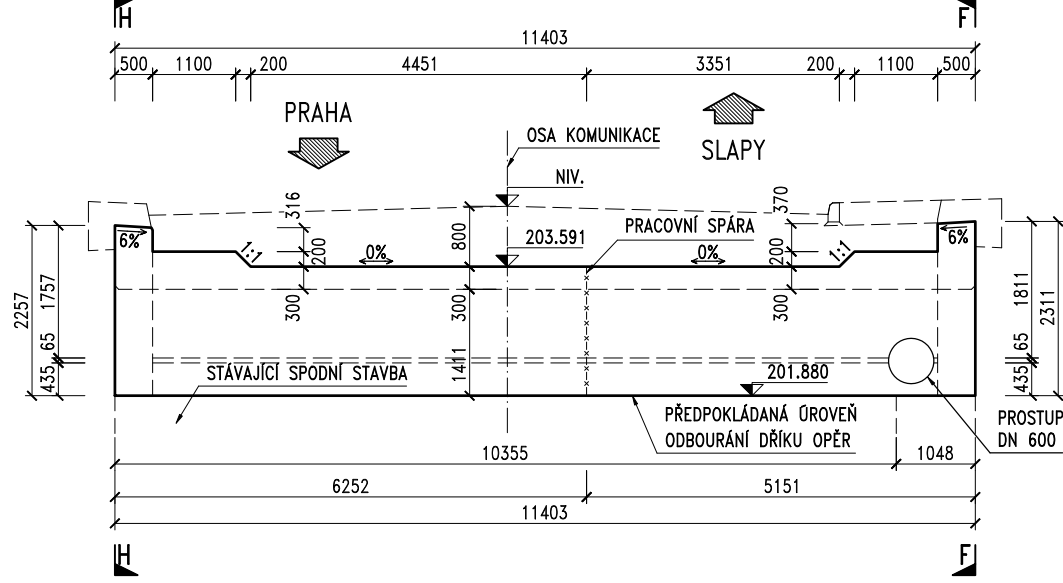 H F
11403
500 1100 200 4451 3351 200 1100 500
PRAHA
OSA KOMUNIKACE
SLAPY
NIV.
316 370
800
PRACOVNÍ SPÁRA
6% 1:1 200 0% 203.591 0% 200 1:1 6%
2257 1757 300 300 300 1811 2311
65 65
435 1411 435
STÁVAJÍCÍ SPODNÍ STAVBA
201.880
PŘEDPOKLÁDANÁ ÚROVEŇ
ODBOURÁNÍ DŘÍKU OPĚR
PROSTUP
DN 600
10355 1048
6252 5151
11403
H F